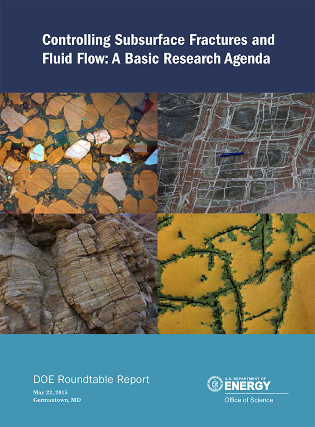 Controlling Subsurface Fractures and
Fluid Flow: A Basic Research Agenda
DOE Roundtable Report
May 22, 2015
Germantown, MD
U.S. DEPARTMENT OF
ENERGY
Office of Science